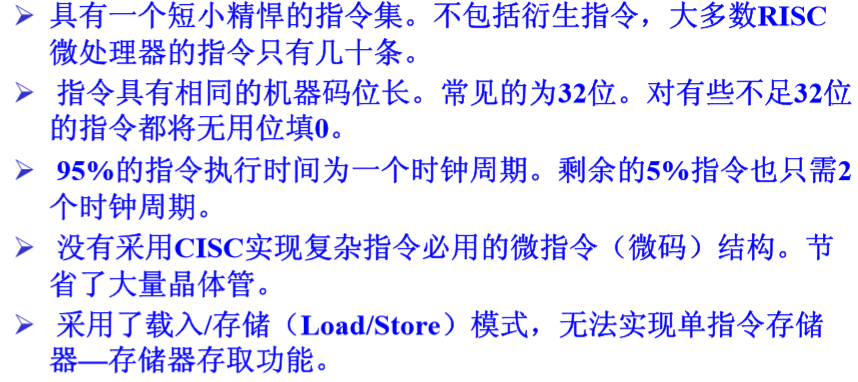 ➢ 具有一个短小精悍的指令集。不包括衍生指令，大多数RISC
微处理器的指令只有几十条。
➢ 指令具有相同的机器码位长。常见的为32位。对有些不足32位
的指令都将无用位填0。
➢ 95%的指令执行时间为一个时钟周期。剩余的5%指令也只需2
个时钟周期。
➢ 没有采用CISC实现复杂指令必用的微指令（微码）结构。节
省了大量晶体管。
➢ 采用了载入/存储（Load/Store）模式，无法实现单指令存储
器—存储器存取功能。